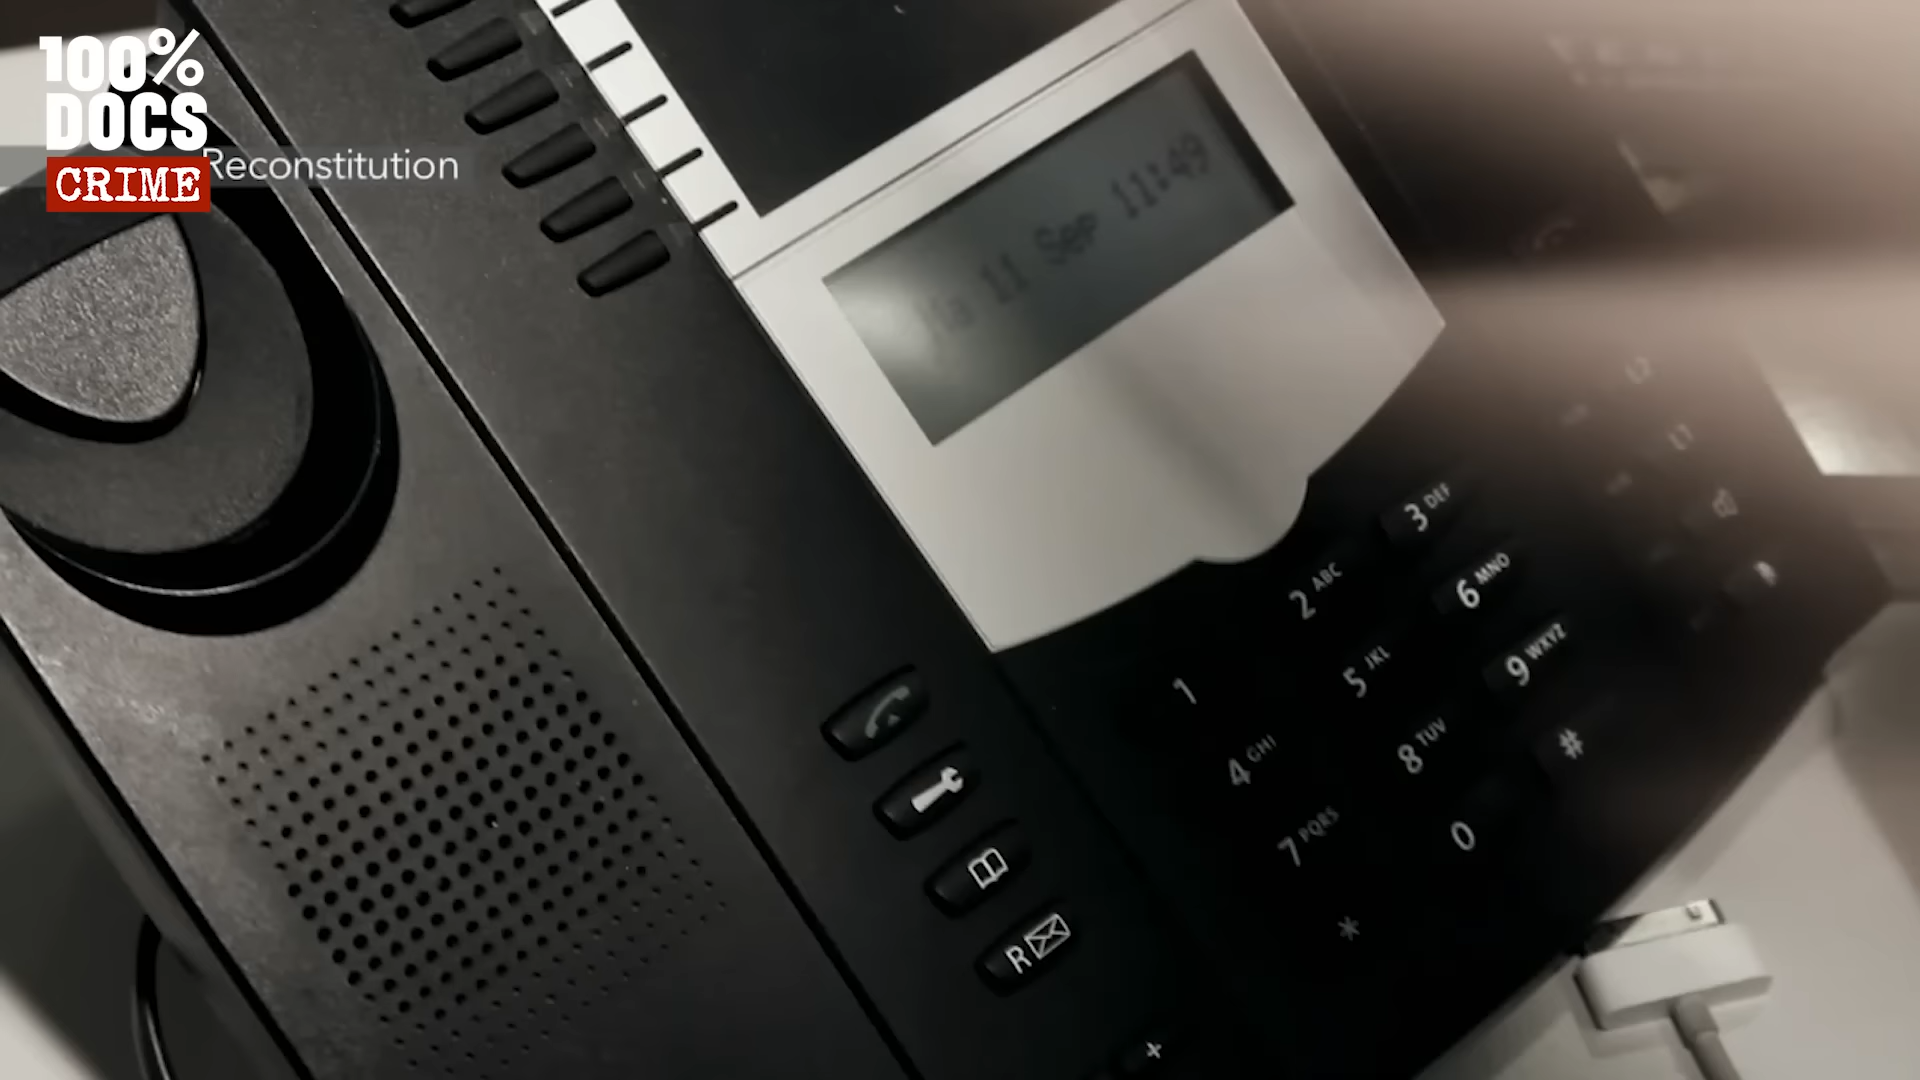 100%
DOCS
CRIME
Reconstitution
11 Sep 11:49
3 DEF
2 ABC
6 MNO
1
5 JKL
9 WXYZ
4 GHI
8 TUV
#
7 PQRS
0
*
R
+